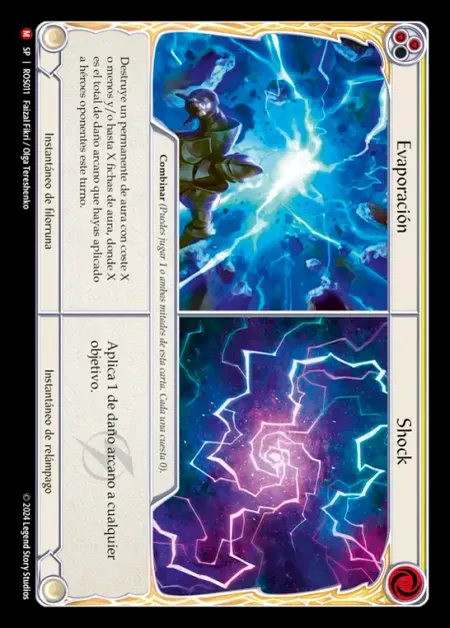 Evaporación
Shock
Combinar (Puedes jugar 1 o ambas mitades de esta carta. Cada una cuesta 0).
Destruye un permanente de aura con coste X
o menos y/o hasta X fichas de aura, donde X
es el total de daño arcano que hayas aplicado
a héroes oponentes este turno.
Aplica 1 de daño arcano a cualquier
objetivo.
Instantáneo de fitorruna
Instantáneo de relámpago
M SP | ROS011 Faizal Fikri / Olga Tereshenko
© 2024 Legend Story Studios